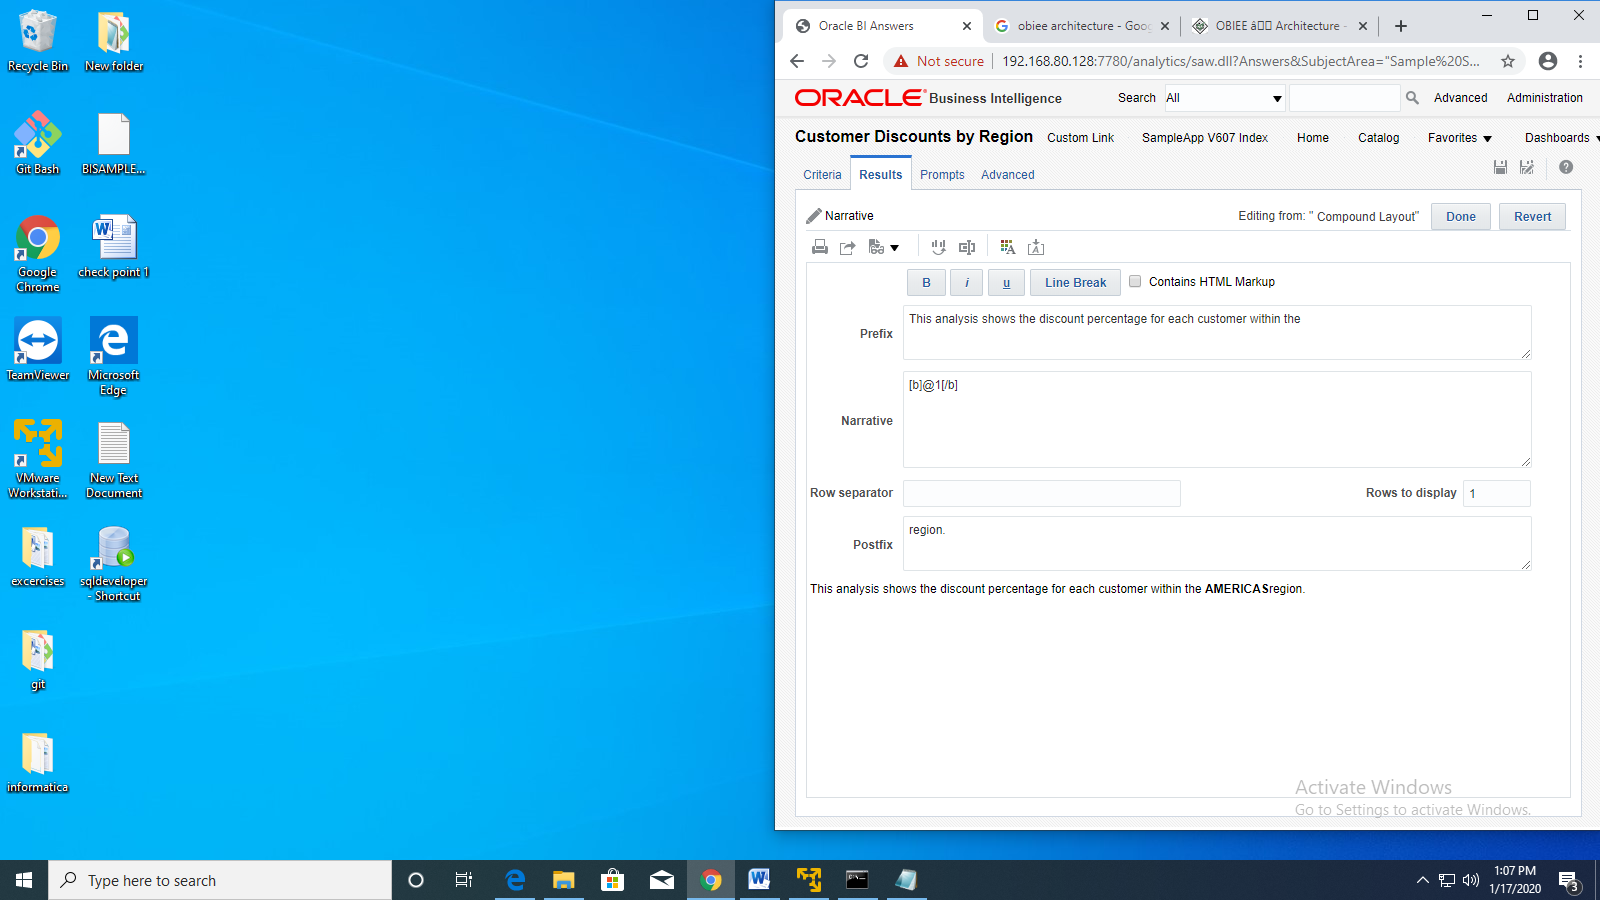 Recycle Bin
New folder
Git Bash
BISAMPLE...
Google Chrome
check point 1
TeamViewer
Microsoft Edge
VMware Workstati...
New Text Document
excercises
sqldeveloper - Shortcut
git
informatica
Oracle BI Answers
obiee architecture - Goog
OBIEE â Architecture -
Not secure
192.168.80.128:7780/analytics/saw.dll?Answers&SubjectArea="Sample%20S...
ORACLE Business Intelligence
Search All
Advanced
Administration
Customer Discounts by Region
Custom Link
SampleApp V607 Index
Home
Catalog
Favorites
Dashboards
Criteria
Results
Prompts
Advanced
Narrative
Editing from: " Compound Layout"
Done
Revert
B
i
u
Line Break
Contains HTML Markup
Prefix
This analysis shows the discount percentage for each customer within the
Narrative
[b]@1[/b]
Row separator
Rows to display 1
Postfix
region.
This analysis shows the discount percentage for each customer within the AMERICASregion.
Activate Windows
Go to Settings to activate Windows.
Type here to search
1:07 PM
1/17/2020
3